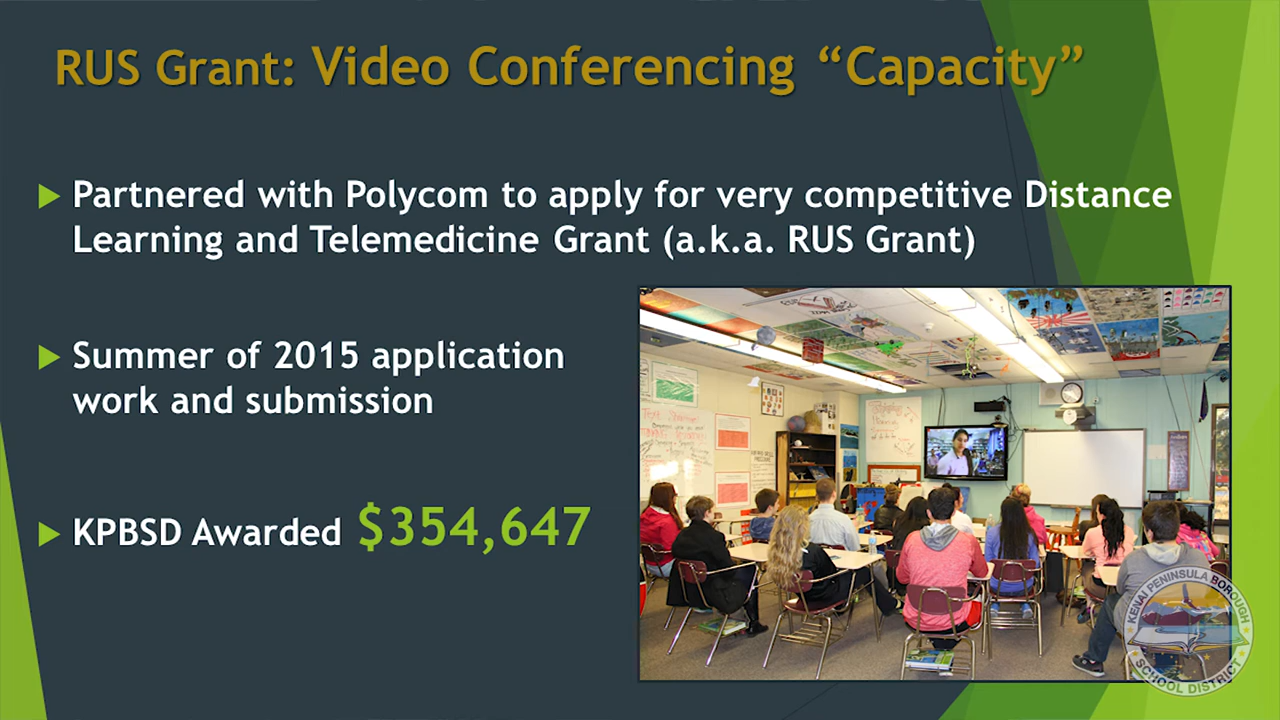 RUS Grant: Video Conferencing “Capacity”
Partnered with Polycom to apply for very competitive Distance
Learning and Telemedicine Grant (a.k.a. RUS Grant)
Summer of 2015 application
work and submission
KPBSD Awarded $354,647
KENAI PENINSULA BOROUGH
SCHOOL DISTRICT